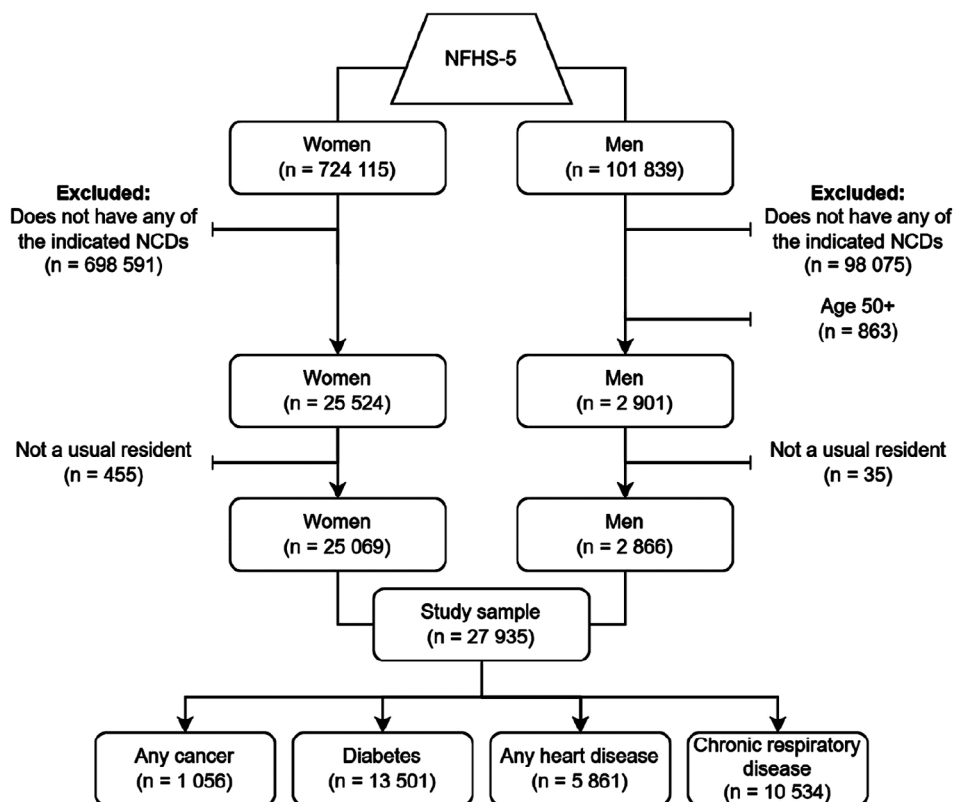 NFHS-5
Women
(n = 724 115)
Men
(n = 101 839)
Excluded:
Does not have any of
the indicated NCDs
(n = 698 591)
Excluded:
Does not have any of
the indicated NCDs
(n = 98 075)
Age 50+
(n = 863)
Women
(n = 25 524)
Men
(n = 2 901)
Not a usual resident
(n = 455)
Not a usual resident
(n = 35)
Women
(n = 25 069)
Men
(n = 2 866)
Study sample
(n = 27 935)
Any cancer
(n = 1 056)
Diabetes
(n = 13 501)
Any heart disease
(n = 5 861)
Chronic respiratory
disease
(n = 10 534)